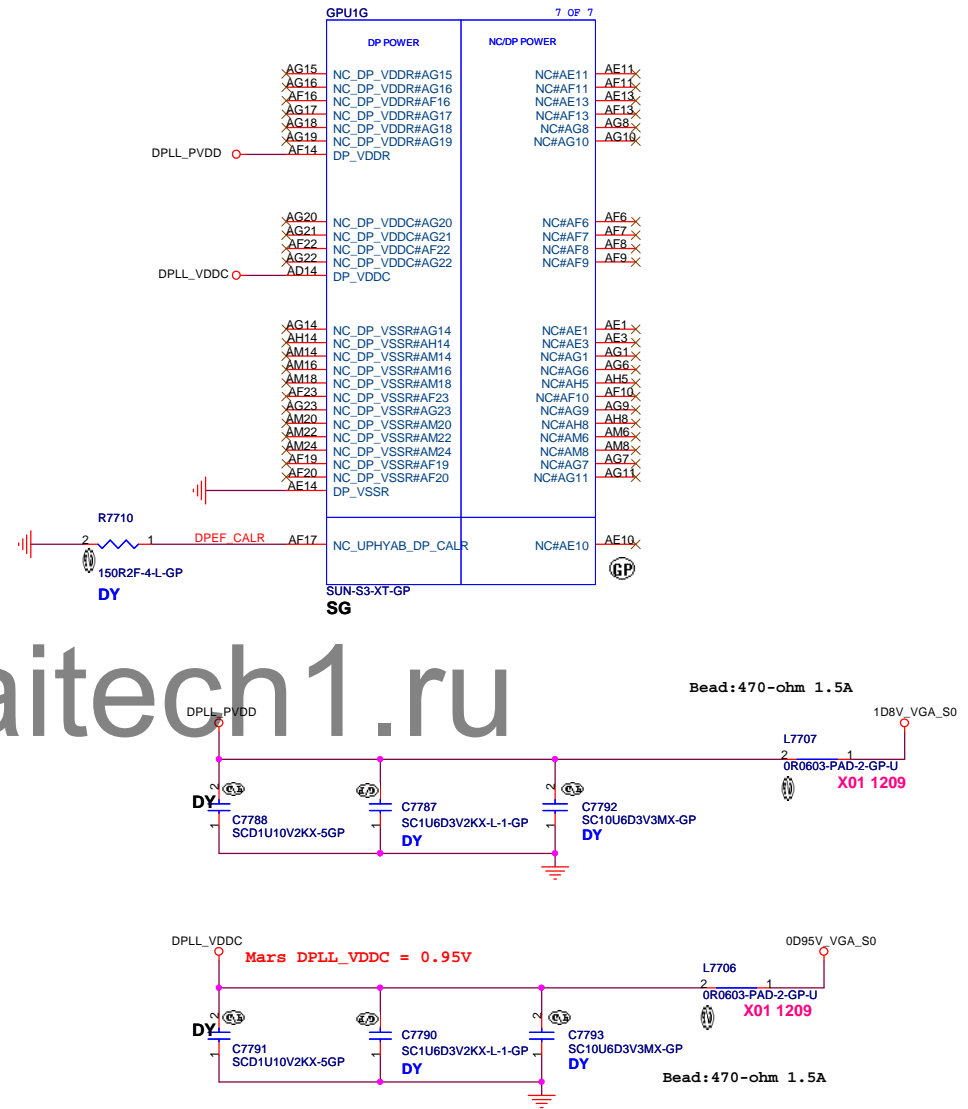 GPU1G 7 OF 7
DP POWER NC/DP POWER
AG15 NC_DP_VDDR#AG15 NC#AE11 AE11
AG16 NC_DP_VDDR#AG16 NC#AF11 AF11
AF16 NC_DP_VDDR#AF16 NC#AE13 AE13
AG17 NC_DP_VDDR#AG17 NC#AF13 AF13
AG18 NC_DP_VDDR#AG18 NC#AG8 AG8
AG19 NC_DP_VDDR#AG19 NC#AG10 AG10
DPLL_PVDD AF14 DP_VDDR
AG20 NC_DP_VDDC#AG20 NC#AF6 AF6
AG21 NC_DP_VDDC#AG21 NC#AF7 AF7
AF22 NC_DP_VDDC#AF22 NC#AF8 AF8
AG22 NC_DP_VDDC#AG22 NC#AF9 AF9
DPLL_VDDC AD14 DP_VDDC
AG14 NC_DP_VSSR#AG14 NC#AE1 AE1
AH14 NC_DP_VSSR#AH14 NC#AE3 AE3
AM14 NC_DP_VSSR#AM14 NC#AG1 AG1
AM16 NC_DP_VSSR#AM16 NC#AG6 AG6
AM18 NC_DP_VSSR#AM18 NC#AH5 AH5
AF23 NC_DP_VSSR#AF23 NC#AF10 AF10
AG23 NC_DP_VSSR#AG23 NC#AG9 AG9
AM20 NC_DP_VSSR#AM20 NC#AH8 AH8
AM22 NC_DP_VSSR#AM22 NC#AM6 AM6
AM24 NC_DP_VSSR#AM24 NC#AM8 AM8
AF19 NC_DP_VSSR#AF19 NC#AG7 AG7
AF20 NC_DP_VSSR#AF20 NC#AG11 AG11
AE14 DP_VSSR
R7710
2 1 DPEF_CALR AF17 NC_UPHYAB_DP_CALR NC#AE10 AE10
150R2F-4-L-GP
DY
GP
SUN-S3-XT-GP
SG
aitech1.ru
Bead:470-ohm 1.5A
DPLL_PVDD 1D8V_VGA_S0
L7707
2 1
0R0603-PAD-2-GP-U
X01 1209
2 2 2
DY
1 1 1
C7788
SCD1U10V2KX-5GP
C7787
SC1U6D3V2KX-L-1-GP
DY
C7792
SC10U6D3V3MX-GP
DY
DPLL_VDDC 0D95V_VGA_S0
Mars DPLL_VDDC = 0.95V
L7706
2 1
0R0603-PAD-2-GP-U
X01 1209
2 2 2
DY
1 1 1
C7791
SCD1U10V2KX-5GP
C7790
SC1U6D3V2KX-L-1-GP
DY
C7793
SC10U6D3V3MX-GP
DY
Bead:470-ohm 1.5A